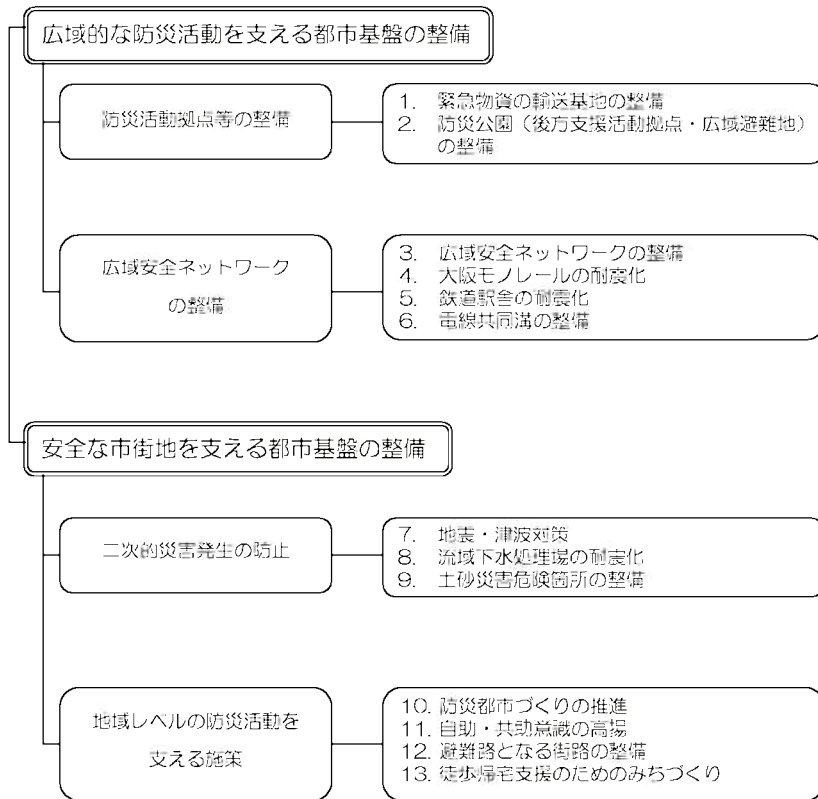 広域的な防災活動を支える都市基盤の整備
防災活動拠点等の整備
1. 緊急物資の輸送基地の整備
2. 防災公園（後方支援活動拠点・広域避難地）
の整備
広域安全ネットワーク
の整備
3. 広域安全ネットワークの整備
4. 大阪モノレールの耐震化
5. 鉄道駅舎の耐震化
6. 電線共同溝の整備
安全な市街地を支える都市基盤の整備
二次的災害発生の防止
7. 地震・津波対策
8. 流域下水処理場の耐震化
9. 土砂災害危険箇所の整備
地域レベルの防災活動を
支える施策
10. 防災都市づくりの推進
11. 自助・共助意識の高揚
12. 避難路となる街路の整備
13. 徒歩帰宅支援のためのみちづくり